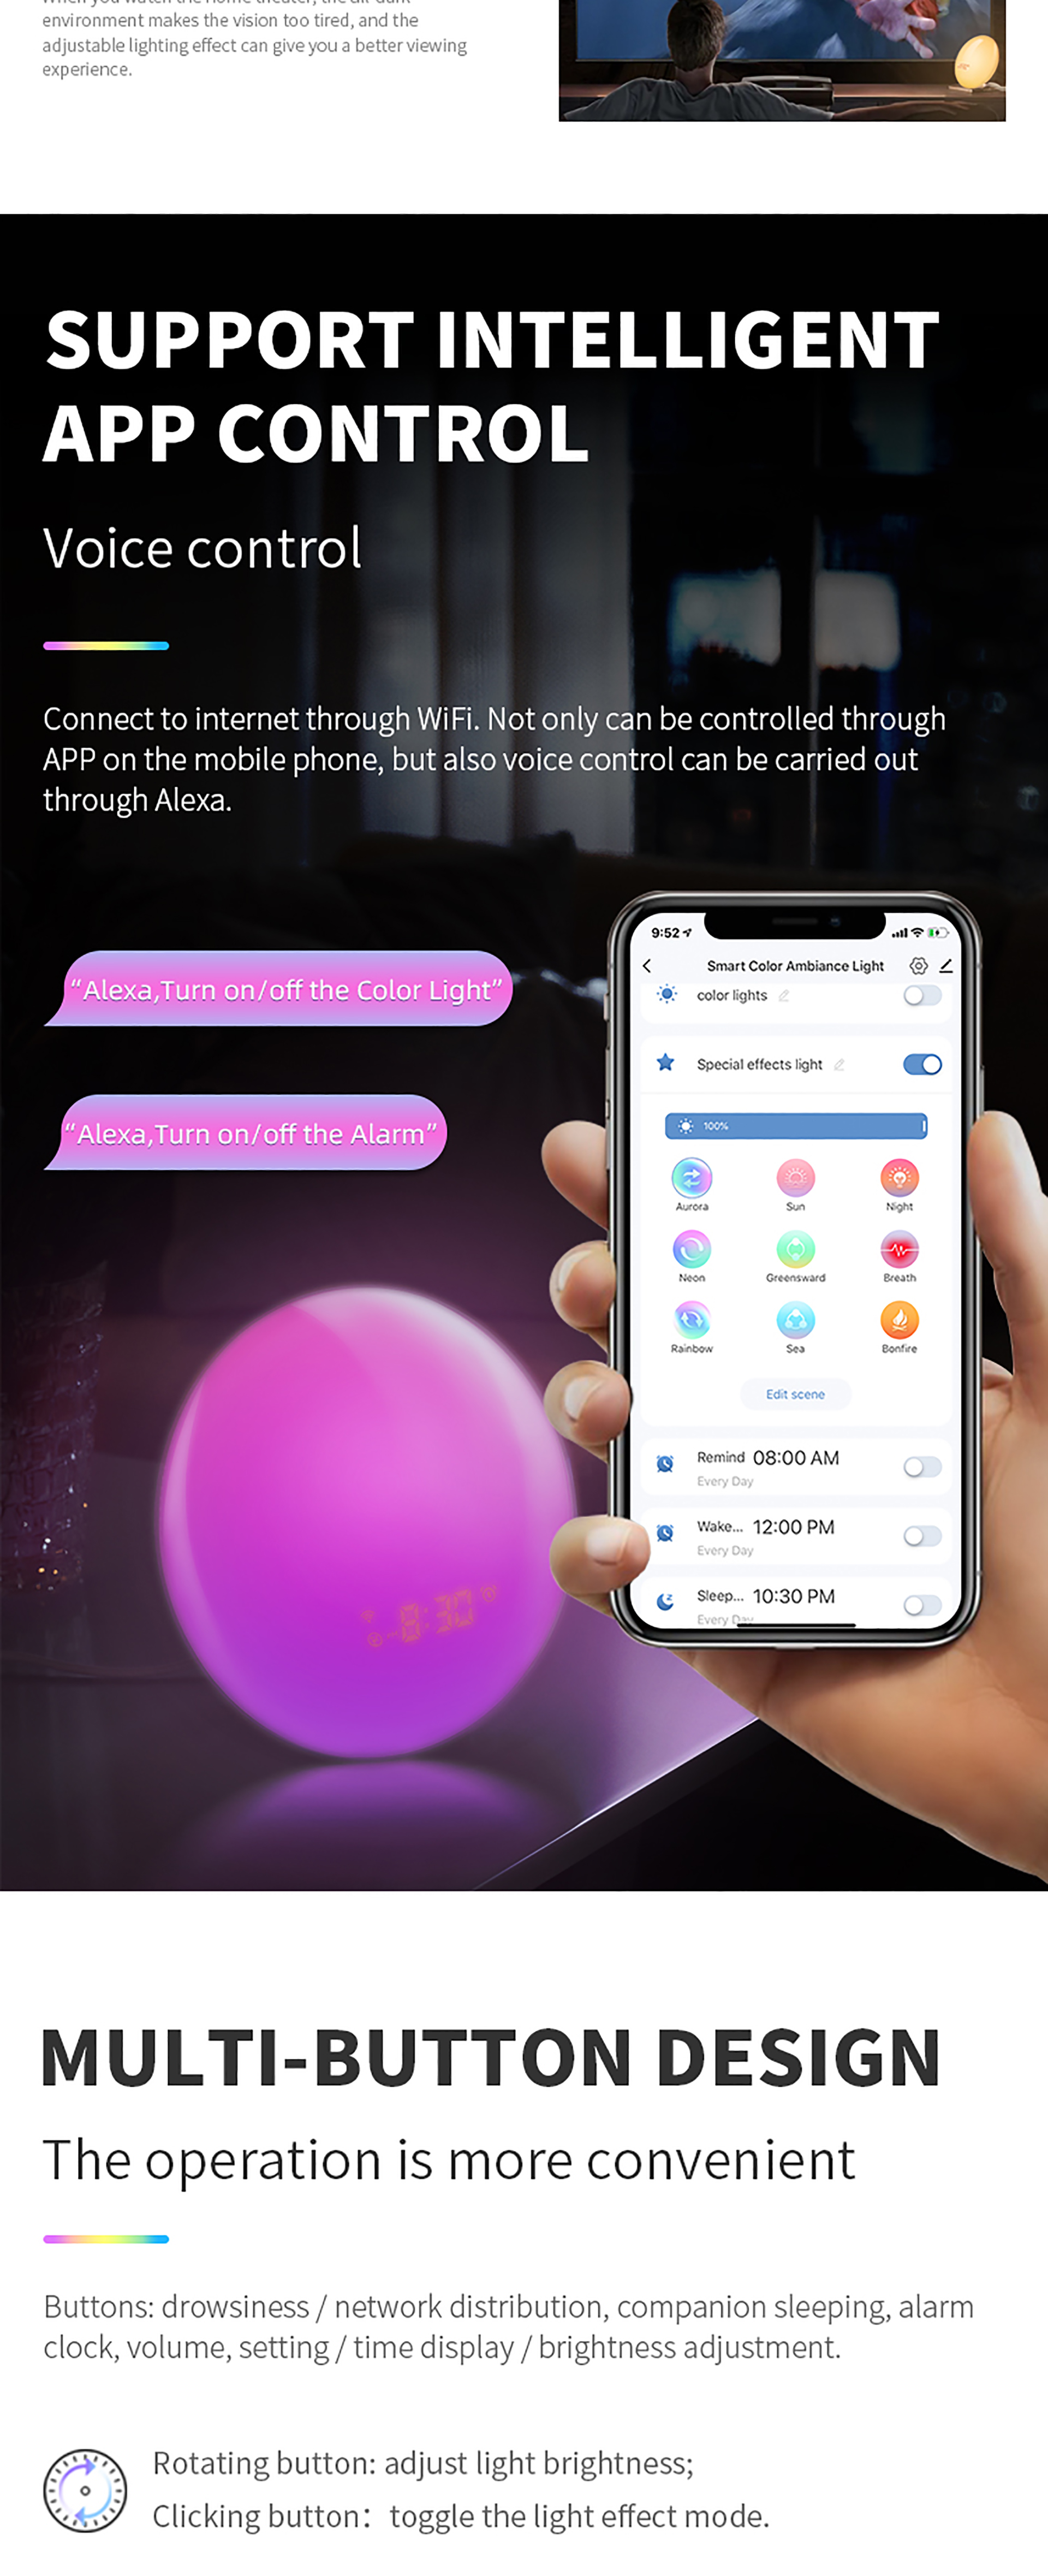 environment makes the vision too tired, and the
adjustable lighting effect can give you a better viewing
experience.
SUPPORT INTELLIGENT
APP CONTROL
Voice control
Connect to internet through WiFi. Not only can be controlled through
APP on the mobile phone, but also voice control can be carried out
through Alexa.
“Alexa,Turn on/off the Color Light”
“Alexa,Turn on/off the Alarm”
9:52
Smart Color Ambiance Light
color lights
Special effects light
100%
Aurora Sun Night
Neon Greensward Breath
Rainbow Sea Bonfire
Edit scene
Remind 08:00 AM
Every Day
Wake... 12:00 PM
Every Day
Sleep... 10:30 PM
Every Day
8:30
MULTI-BUTTON DESIGN
The operation is more convenient
Buttons: drowsiness / network distribution, companion sleeping, alarm
clock, volume, setting / time display / brightness adjustment.
Rotating button: adjust light brightness;
Clicking button：toggle the light effect mode.